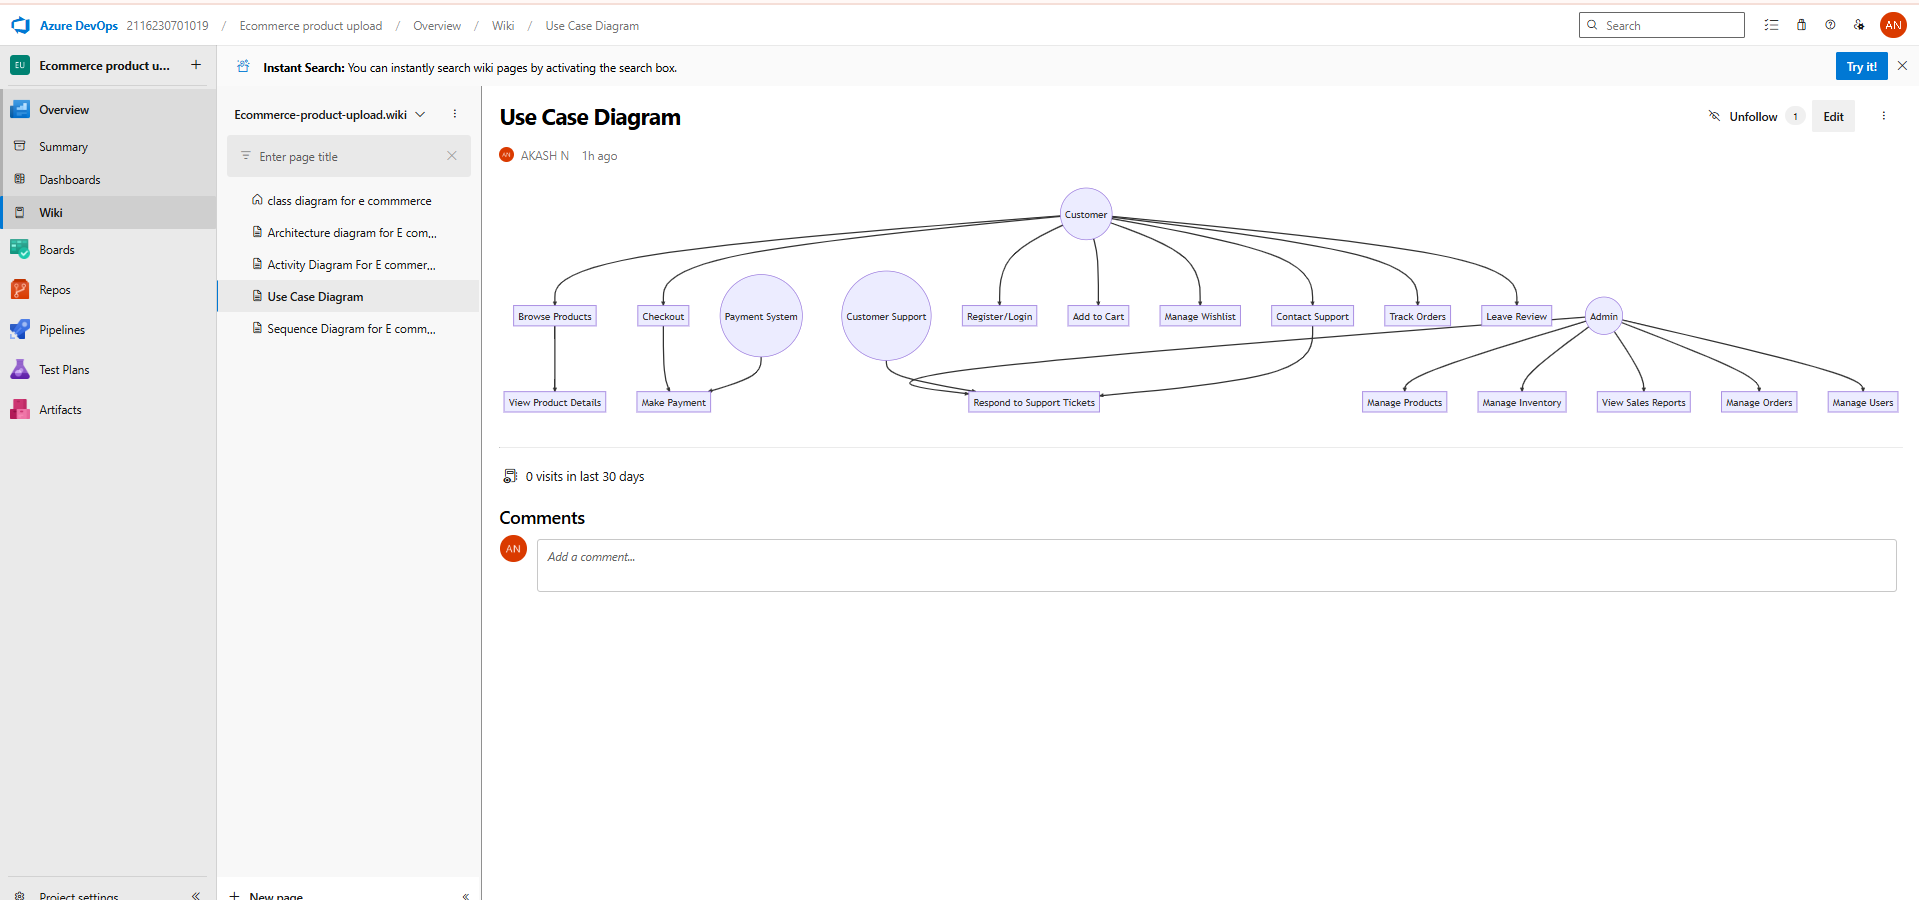 Azure DevOps 2116230701019 / Ecommerce product upload / Overview / Wiki / Use Case Diagram
Search
AN
EU Ecommerce product u... +
Overview
Summary
Dashboards
Wiki
Boards
Repos
Pipelines
Test Plans
Artifacts
Project settings
Instant Search: You can instantly search wiki pages by activating the search box.
Try it!
Ecommerce-product-upload.wiki
Enter page title
class diagram for e commmerce
Architecture diagram for E com...
Activity Diagram For E commer...
Use Case Diagram
Sequence Diagram for E comm...
+ New page
Use Case Diagram
Unfollow 1 Edit
AN AKASH N 1h ago
Customer
Browse Products
Checkout
Payment System
Customer Support
Register/Login
Add to Cart
Manage Wishlist
Contact Support
Track Orders
Leave Review
Admin
View Product Details
Make Payment
Respond to Support Tickets
Manage Products
Manage Inventory
View Sales Reports
Manage Orders
Manage Users
0 visits in last 30 days
Comments
AN
Add a comment...